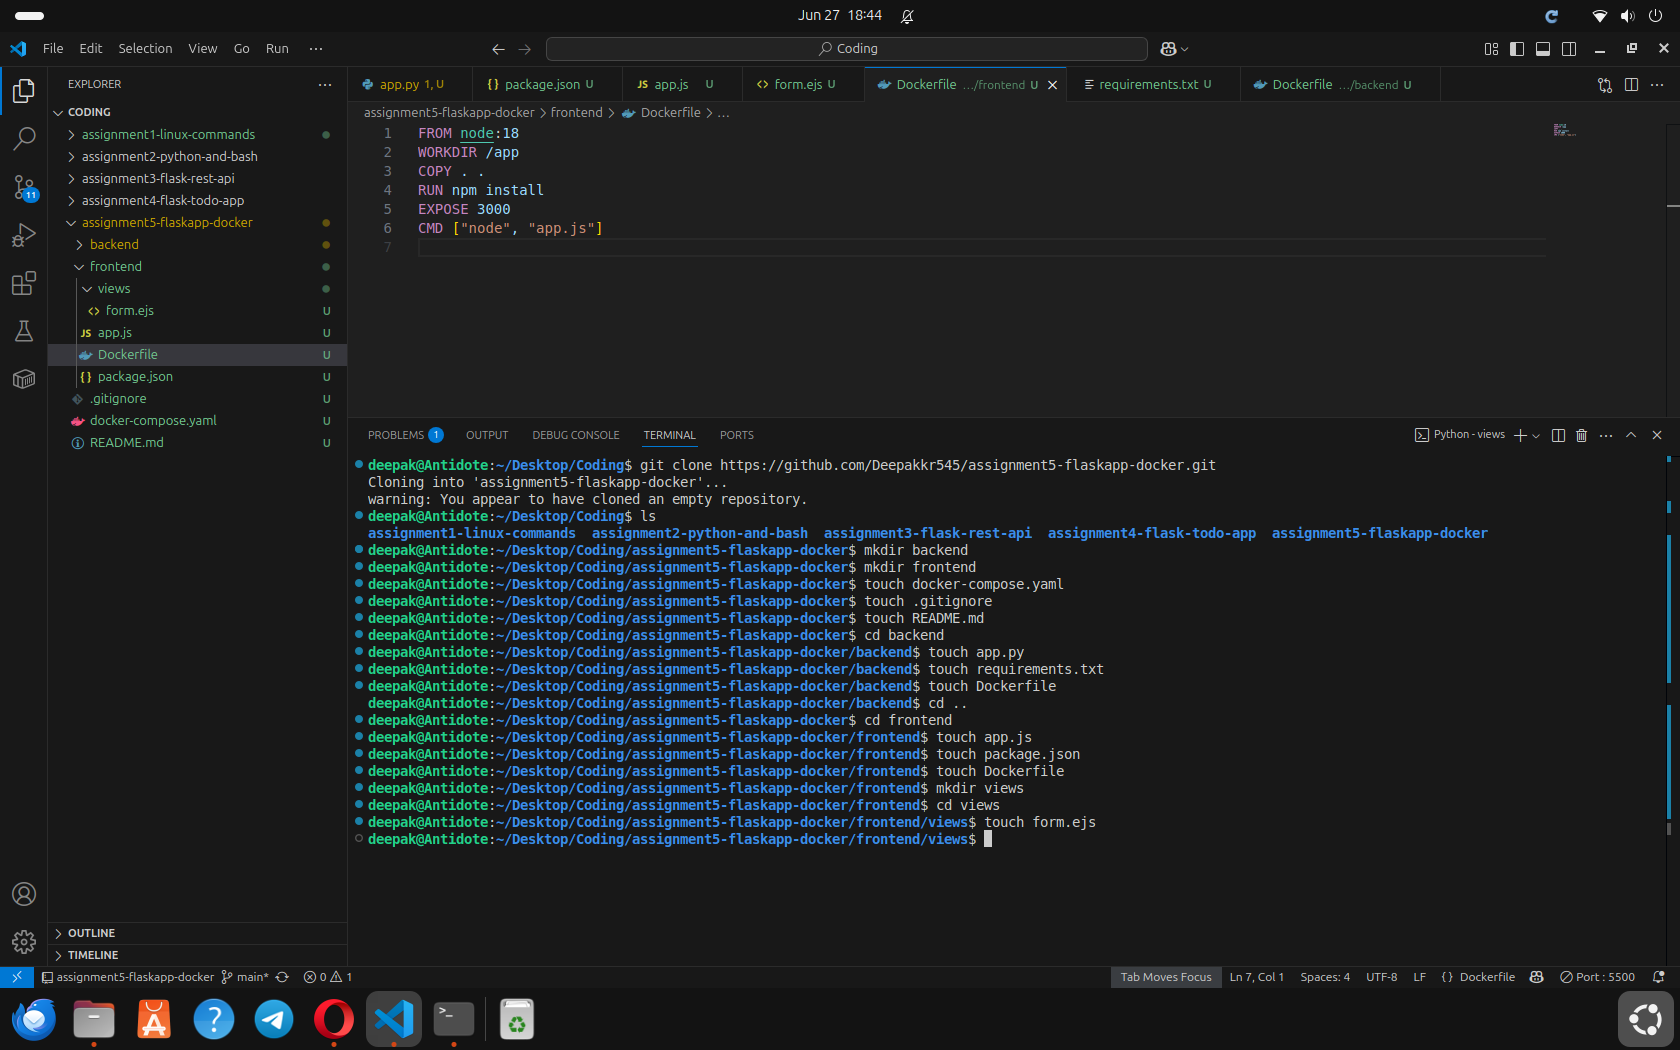 Jun 27 18:44
File Edit Selection View Go Run ···
Coding
EXPLORER
app.py 1, U
package.json U
app.js U
form.ejs U
Dockerfile .../frontend U
requirements.txt U
Dockerfile .../backend U
CODING
assignment5-flaskapp-docker > frontend > Dockerfile > ...
assignment1-linux-commands
assignment2-python-and-bash
assignment3-flask-rest-api
assignment4-flask-todo-app
assignment5-flaskapp-docker
backend
frontend
views
form.ejs U
app.js U
Dockerfile U
package.json U
.gitignore U
docker-compose.yaml U
README.md U
11
1 FROM node:18
2 WORKDIR /app
3 COPY . .
4 RUN npm install
5 EXPOSE 3000
6 CMD ["node", "app.js"]
7
PROBLEMS 1 OUTPUT DEBUG CONSOLE TERMINAL PORTS
Python - views
deepak@Antidote:~/Desktop/Coding$ git clone https://github.com/Deepakkr545/assignment5-flaskapp-docker.git
Cloning into 'assignment5-flaskapp-docker'...
warning: You appear to have cloned an empty repository.
deepak@Antidote:~/Desktop/Coding$ ls
assignment1-linux-commands assignment2-python-and-bash assignment3-flask-rest-api assignment4-flask-todo-app assignment5-flaskapp-docker
deepak@Antidote:~/Desktop/Coding/assignment5-flaskapp-docker$ mkdir backend
deepak@Antidote:~/Desktop/Coding/assignment5-flaskapp-docker$ mkdir frontend
deepak@Antidote:~/Desktop/Coding/assignment5-flaskapp-docker$ touch docker-compose.yaml
deepak@Antidote:~/Desktop/Coding/assignment5-flaskapp-docker$ touch .gitignore
deepak@Antidote:~/Desktop/Coding/assignment5-flaskapp-docker$ touch README.md
deepak@Antidote:~/Desktop/Coding/assignment5-flaskapp-docker$ cd backend
deepak@Antidote:~/Desktop/Coding/assignment5-flaskapp-docker/backend$ touch app.py
deepak@Antidote:~/Desktop/Coding/assignment5-flaskapp-docker/backend$ touch requirements.txt
deepak@Antidote:~/Desktop/Coding/assignment5-flaskapp-docker/backend$ touch Dockerfile
deepak@Antidote:~/Desktop/Coding/assignment5-flaskapp-docker/backend$ cd ..
deepak@Antidote:~/Desktop/Coding/assignment5-flaskapp-docker$ cd frontend
deepak@Antidote:~/Desktop/Coding/assignment5-flaskapp-docker/frontend$ touch app.js
deepak@Antidote:~/Desktop/Coding/assignment5-flaskapp-docker/frontend$ touch package.json
deepak@Antidote:~/Desktop/Coding/assignment5-flaskapp-docker/frontend$ touch Dockerfile
deepak@Antidote:~/Desktop/Coding/assignment5-flaskapp-docker/frontend$ mkdir views
deepak@Antidote:~/Desktop/Coding/assignment5-flaskapp-docker/frontend$ cd views
deepak@Antidote:~/Desktop/Coding/assignment5-flaskapp-docker/frontend/views$ touch form.ejs
deepak@Antidote:~/Desktop/Coding/assignment5-flaskapp-docker/frontend/views$
OUTLINE
TIMELINE
assignment5-flaskapp-docker main* 0 1 Tab Moves Focus Ln 7, Col 1 Spaces: 4 UTF-8 LF {} Dockerfile Port : 5500